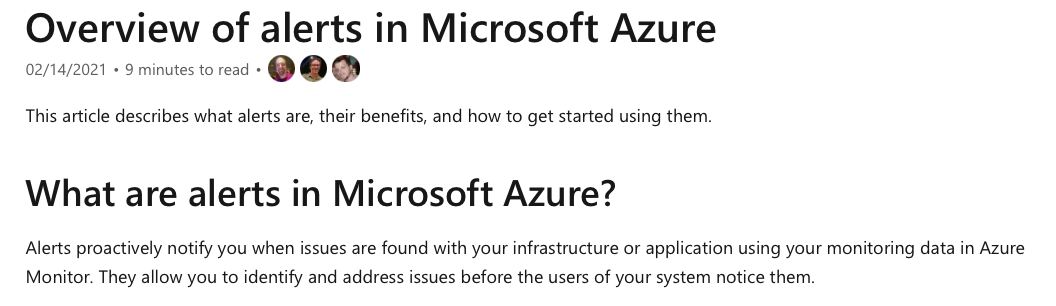 Overview of alerts in Microsoft Azure
02/14/2021 • 9 minutes to read •
This article describes what alerts are, their benefits, and how to get started using them.
What are alerts in Microsoft Azure?
Alerts proactively notify you when issues are found with your infrastructure or application using your monitoring data in Azure
Monitor. They allow you to identify and address issues before the users of your system notice them.